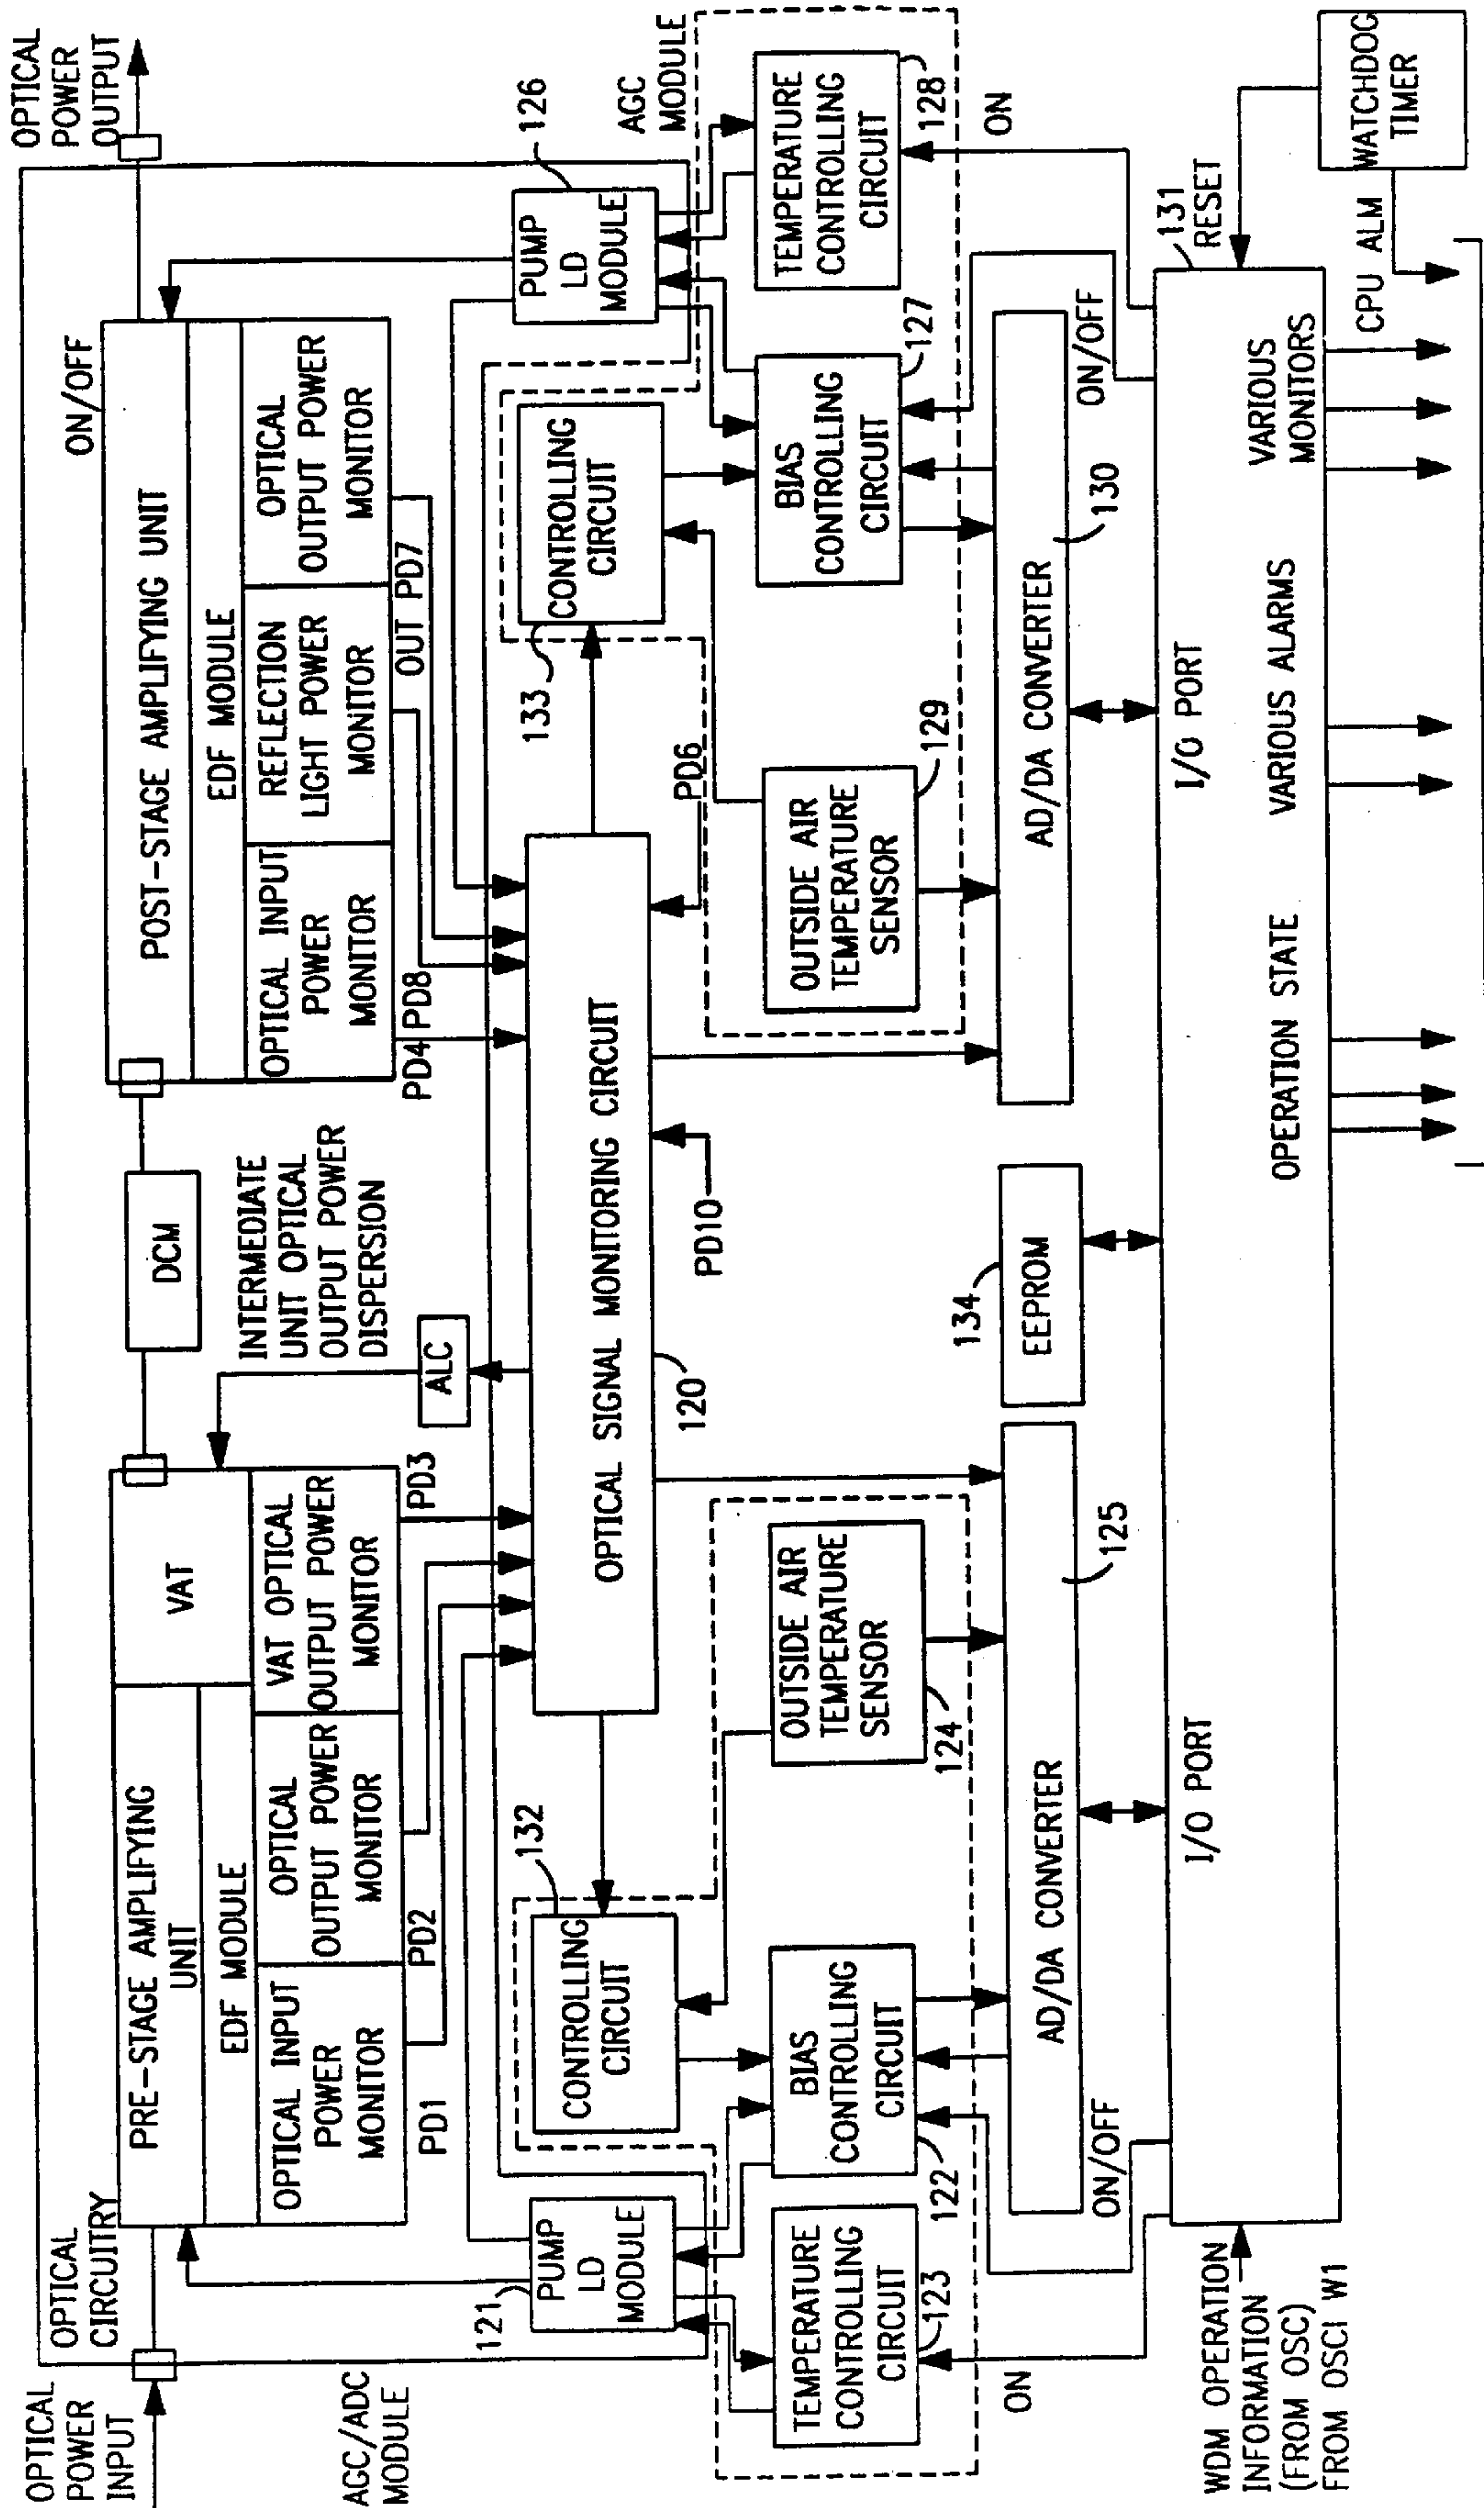 OPTICAL
POWER
INPUT
OPTICAL
CIRCUITRY
PRE-STAGE AMPLIFYING
UNIT
VAT
EDF MODULE
OPTICAL INPUT
POWER
MONITOR
OPTICAL
OUTPUT POWER
MONITOR
VAT OPTICAL
OUTPUT POWER
MONITOR
PD1
PD2
PD3
DCM
INTERMEDIATE
UNIT OPTICAL
OUTPUT POWER
DISPERSION
ALC
ON/OFF
POST-STAGE AMPLIFYING UNIT
EDF MODULE
OPTICAL INPUT
POWER
MONITOR
REFLECTION
LIGHT POWER
MONITOR
OPTICAL
OUTPUT POWER
MONITOR
PD4
PD8
OUT PD7
OPTICAL
POWER
OUTPUT
AGC/ADC
MODULE
121
PUMP
LD
MODULE
132
CONTROLLING
CIRCUIT
OPTICAL SIGNAL MONITORING CIRCUIT
120
PD10
PD6
133
CONTROLLING
CIRCUIT
PUMP
LD
MODULE
126
AGC
MODULE
TEMPERATURE
CONTROLLING
CIRCUIT
123
BIAS
CONTROLLING
CIRCUIT
122
OUTSIDE AIR
TEMPERATURE
SENSOR
124
OUTSIDE AIR
TEMPERATURE
SENSOR
129
BIAS
CONTROLLING
CIRCUIT
127
TEMPERATURE
CONTROLLING
CIRCUIT
128
ON
ON/OFF
AD/DA CONVERTER
125
134
EEPROM
AD/DA CONVERTER
130
ON/OFF
ON
WDM OPERATION
INFORMATION
(FROM OSC)
FROM OSCI W1
I/O PORT
I/O PORT
131
RESET
OPERATION STATE
VARIOUS ALARMS
VARIOUS
MONITORS
CPU ALM
WATCHDOG
TIMER